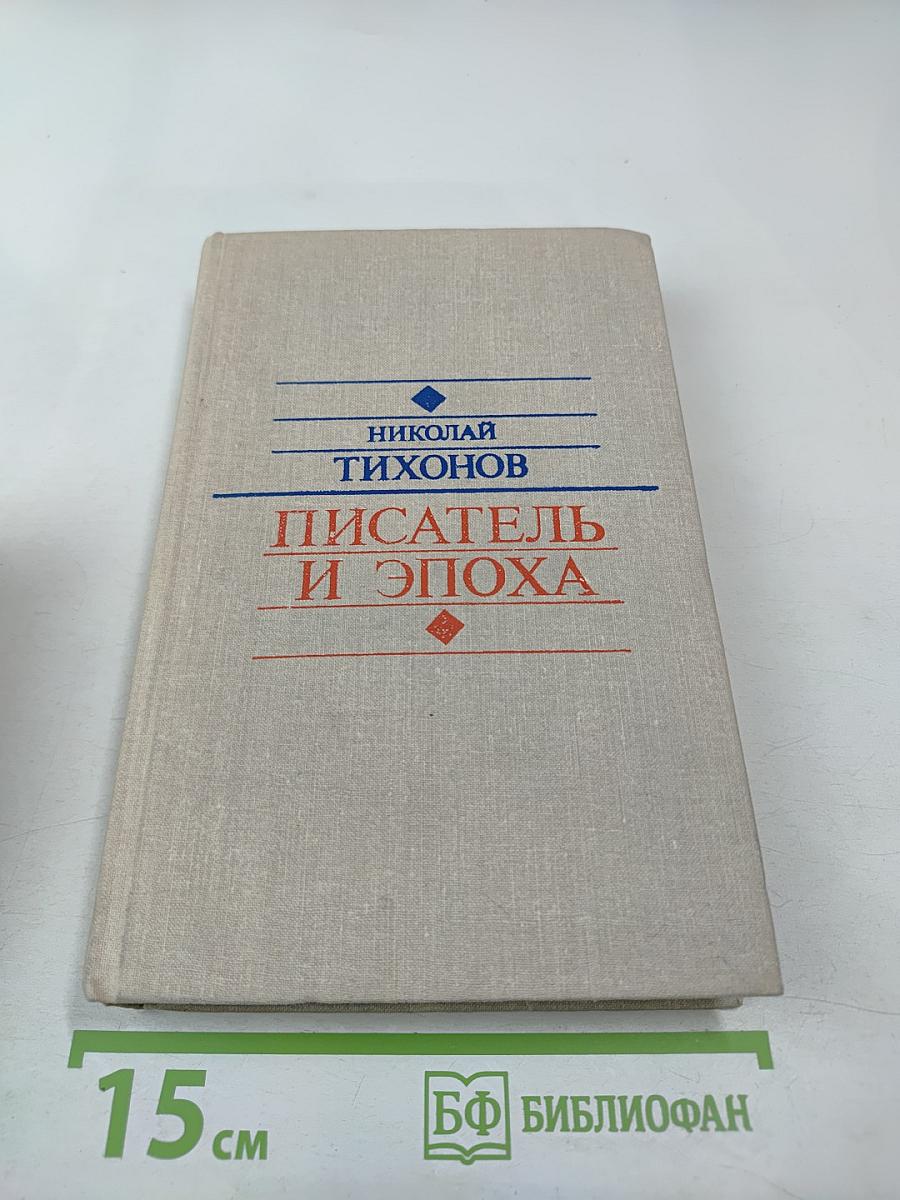 НИКОЛАЙ
ТИХОНОВ
ПИСАТЕЛЬ
И ЭПОХА
15 см
БФ БИБЛИОФАН